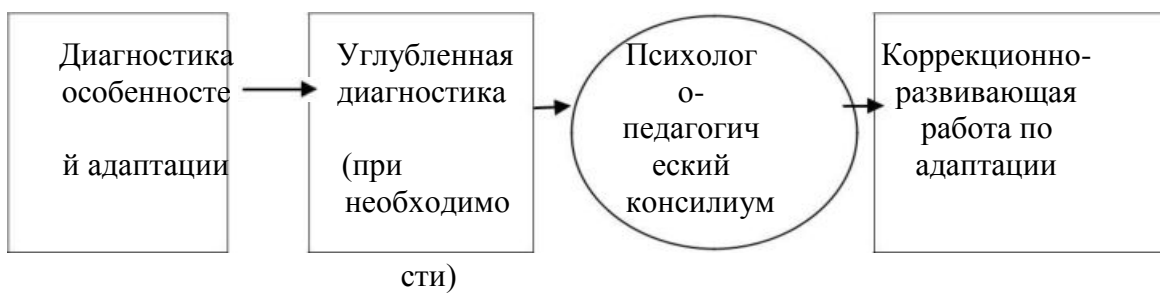 Диагностика
особенносте
й адаптации
Углубленная
диагностика
(при
необходимо
сти)
Психолог
о-
педагогич
еский
консилиум
Коррекционно-
развивающая
работа по
адаптации